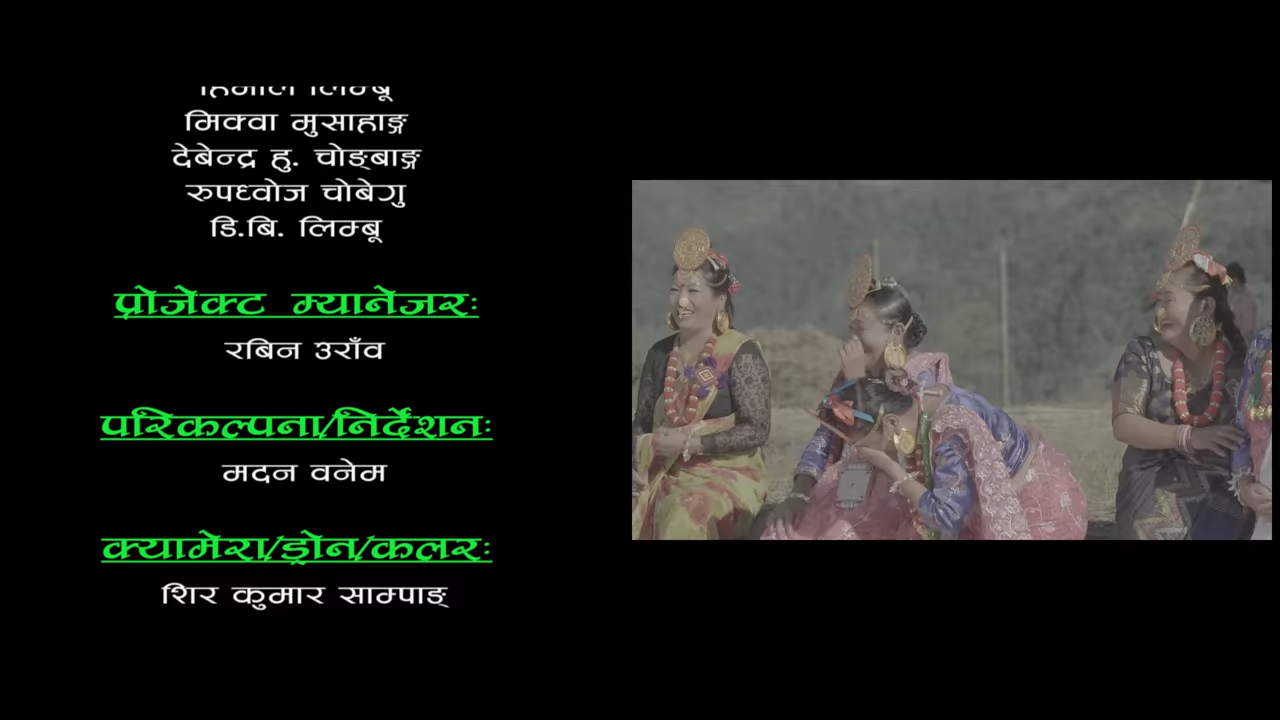 लिम्बू
मिक्वा मुसाहाङ्ग
देबेन्द्र हु. चोङ्बाङ्ग
रुपध्वोज चोबेगु
डि.बि. लिम्बू
प्रोजेक्ट म्यानेजरः
रबिन उराँव
परिकल्पना/निर्देशनः
मदन वनेम
क्यामेरा/ड्रोन/कलरः
शिर कुमार साम्पाङ्